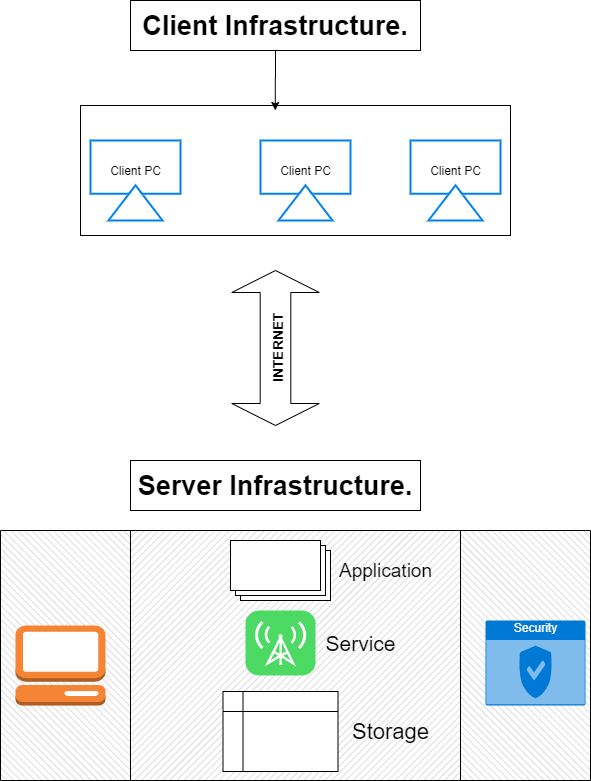 Client Infrastructure.
Client PC
Client PC
Client PC
INTERNET
Server Infrastructure.
Application
Service
Storage
Security